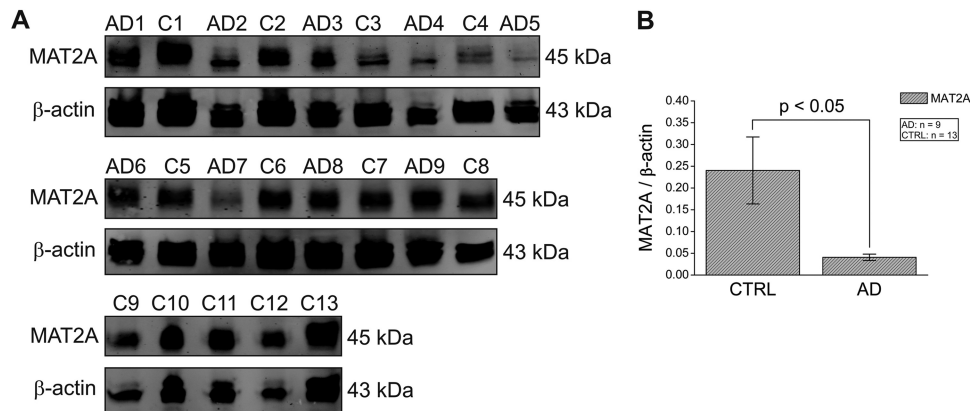 A
AD1 C1 AD2 C2 AD3 C3 AD4 C4 AD5
MAT2A 45 kDa
β-actin 43 kDa
AD6 C5 AD7 C6 AD8 C7 AD9 C8
MAT2A 45 kDa
β-actin 43 kDa
C9 C10 C11 C12 C13
MAT2A 45 kDa
β-actin 43 kDa
B
MAT2A
AD: n = 9
CTRL: n = 13
p < 0.05
MAT2A / β-actin
0.40
0.35
0.30
0.25
0.20
0.15
0.10
0.05
0.00
CTRL AD